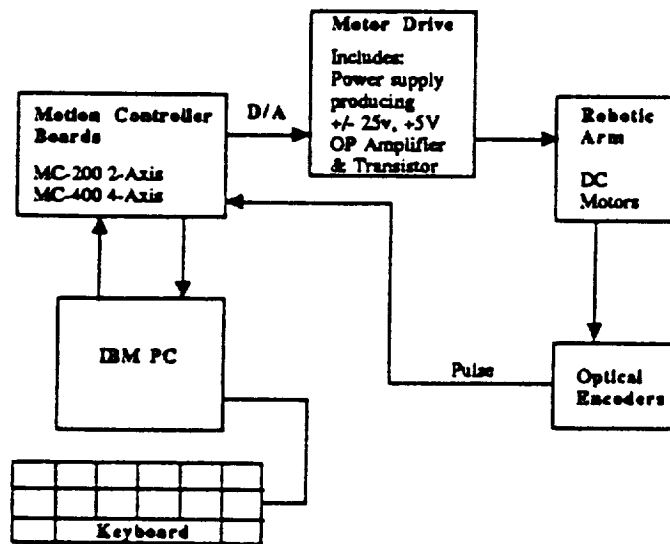 Motor Drive
Includes:
Power supply
producing
+/- 25v, +5V
OP Amplifier
& Transistor
Motion Controller
Boards
MC-200 2-Axis
MC-400 4-Axis
D/A
Robotic
Arm
DC
Motors
IBM PC
Pulse
Optical
Encoders
Keyboard